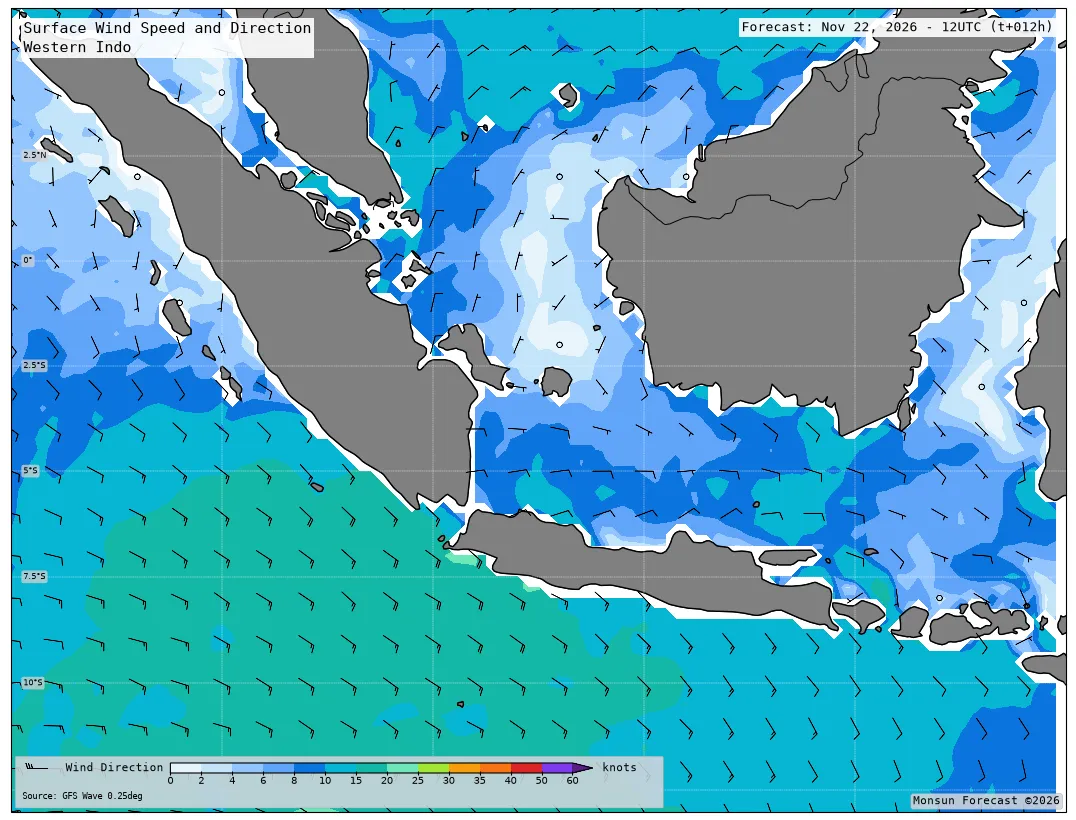 Surface Wind Speed and Direction
Western Indo
Forecast: Nov 22, 2026 - 12UTC (t+012h)
2.5°N
0°
2.5°S
5°S
7.5°S
10°S
Wind Direction
0 2 4 6 8 10 15 20 25 30 35 40 50 60
knots
Source: GFS Wave 0.25deg
Monsun Forecast ©2026